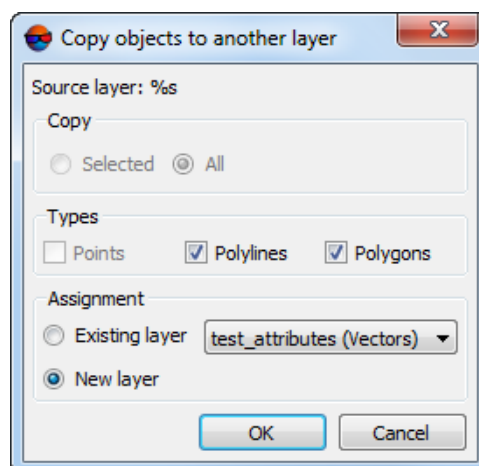 Copy objects to another layer
Source layer: %s
Copy
Selected All
Types
Points Polylines Polygons
Assignment
Existing layer test_attributes (Vectors)
New layer
OK Cancel